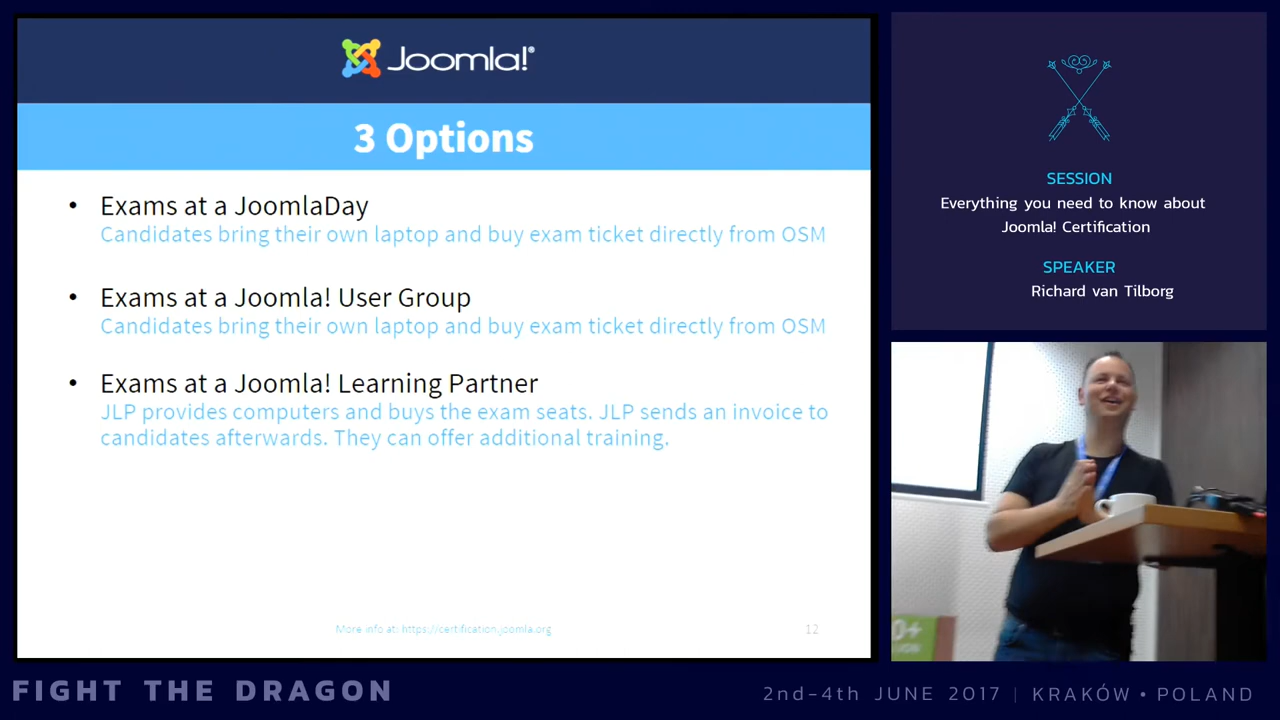 Joomla!®
3 Options
• Exams at a JoomlaDay
Candidates bring their own laptop and buy exam ticket directly from OSM
• Exams at a Joomla! User Group
Candidates bring their own laptop and buy exam ticket directly from OSM
• Exams at a Joomla! Learning Partner
JLP provides computers and buys the exam seats. JLP sends an invoice to
candidates afterwards. They can offer additional training.
More info at: https://certification.joomla.org
12
SESSION
Everything you need to know about
Joomla! Certification
SPEAKER
Richard van Tilborg
0+
FIGHT THE DRAGON
2nd-4th JUNE 2017 | KRAKÓW • POLAND